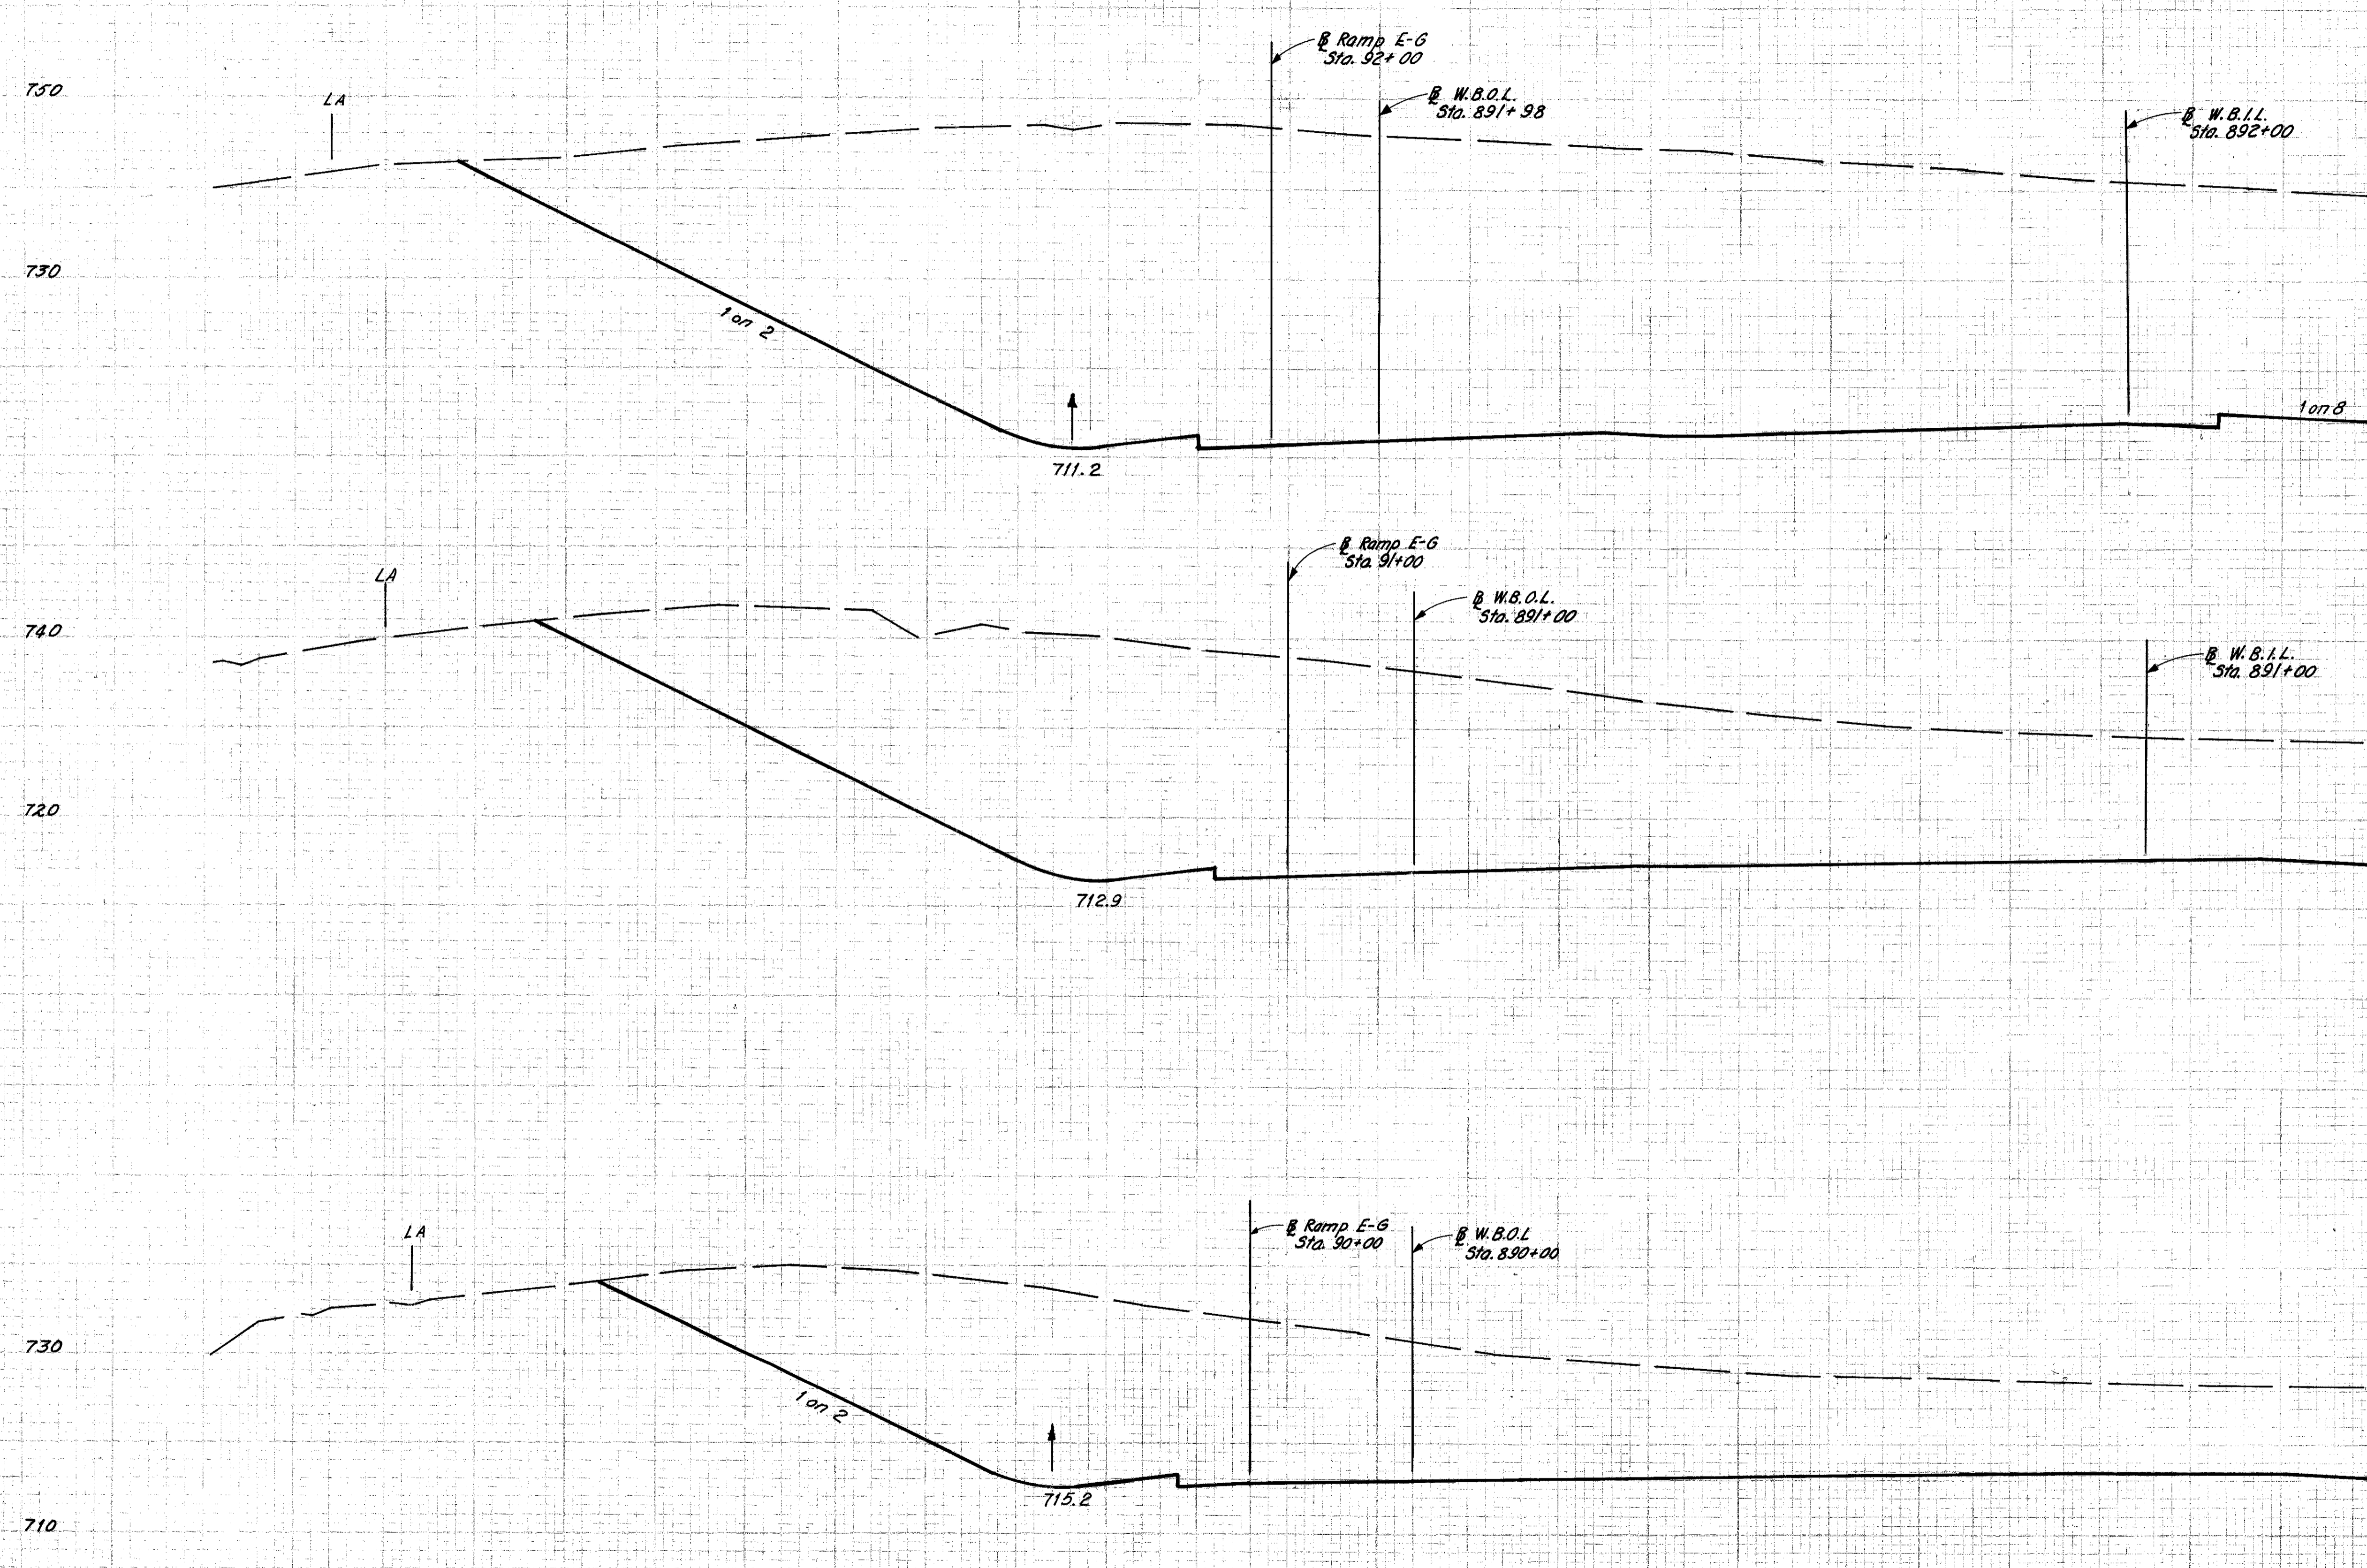 750
LA
℄ Ramp E-G
Sta. 92+00
℄ W.B.O.L.
Sta. 891+98
℄ W.B.I.L.
Sta. 892+00
730
1 on 2
1 on 8
711.2
LA
℄ Ramp E-G
Sta. 91+00
℄ W.B.O.L.
Sta. 891+00
740
℄ W.B.I.L.
Sta. 891+00
720
712.9
LA
℄ Ramp E-G
Sta. 90+00
℄ W.B.O.L
Sta. 890+00
730
1 on 2
715.2
710